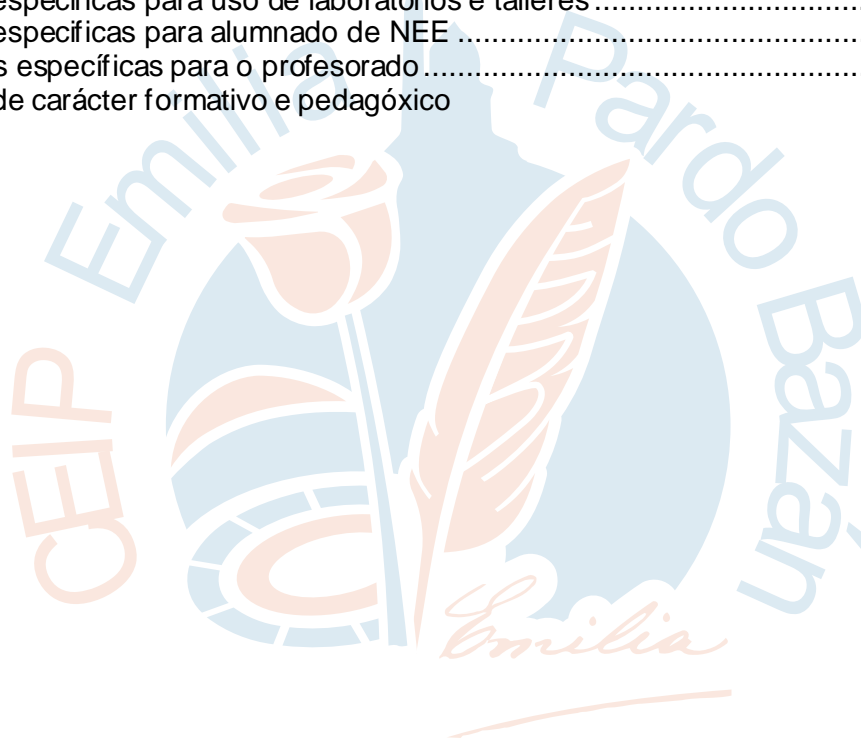 específicas para uso de laboratorios e talleres.......................................
especificas para alumnado de NEE ..........................................................
s específicas para o profesorado...............................................................
de carácter formativo e pedagóxico
CEIP Emilia Pardo Bazán
Emilia